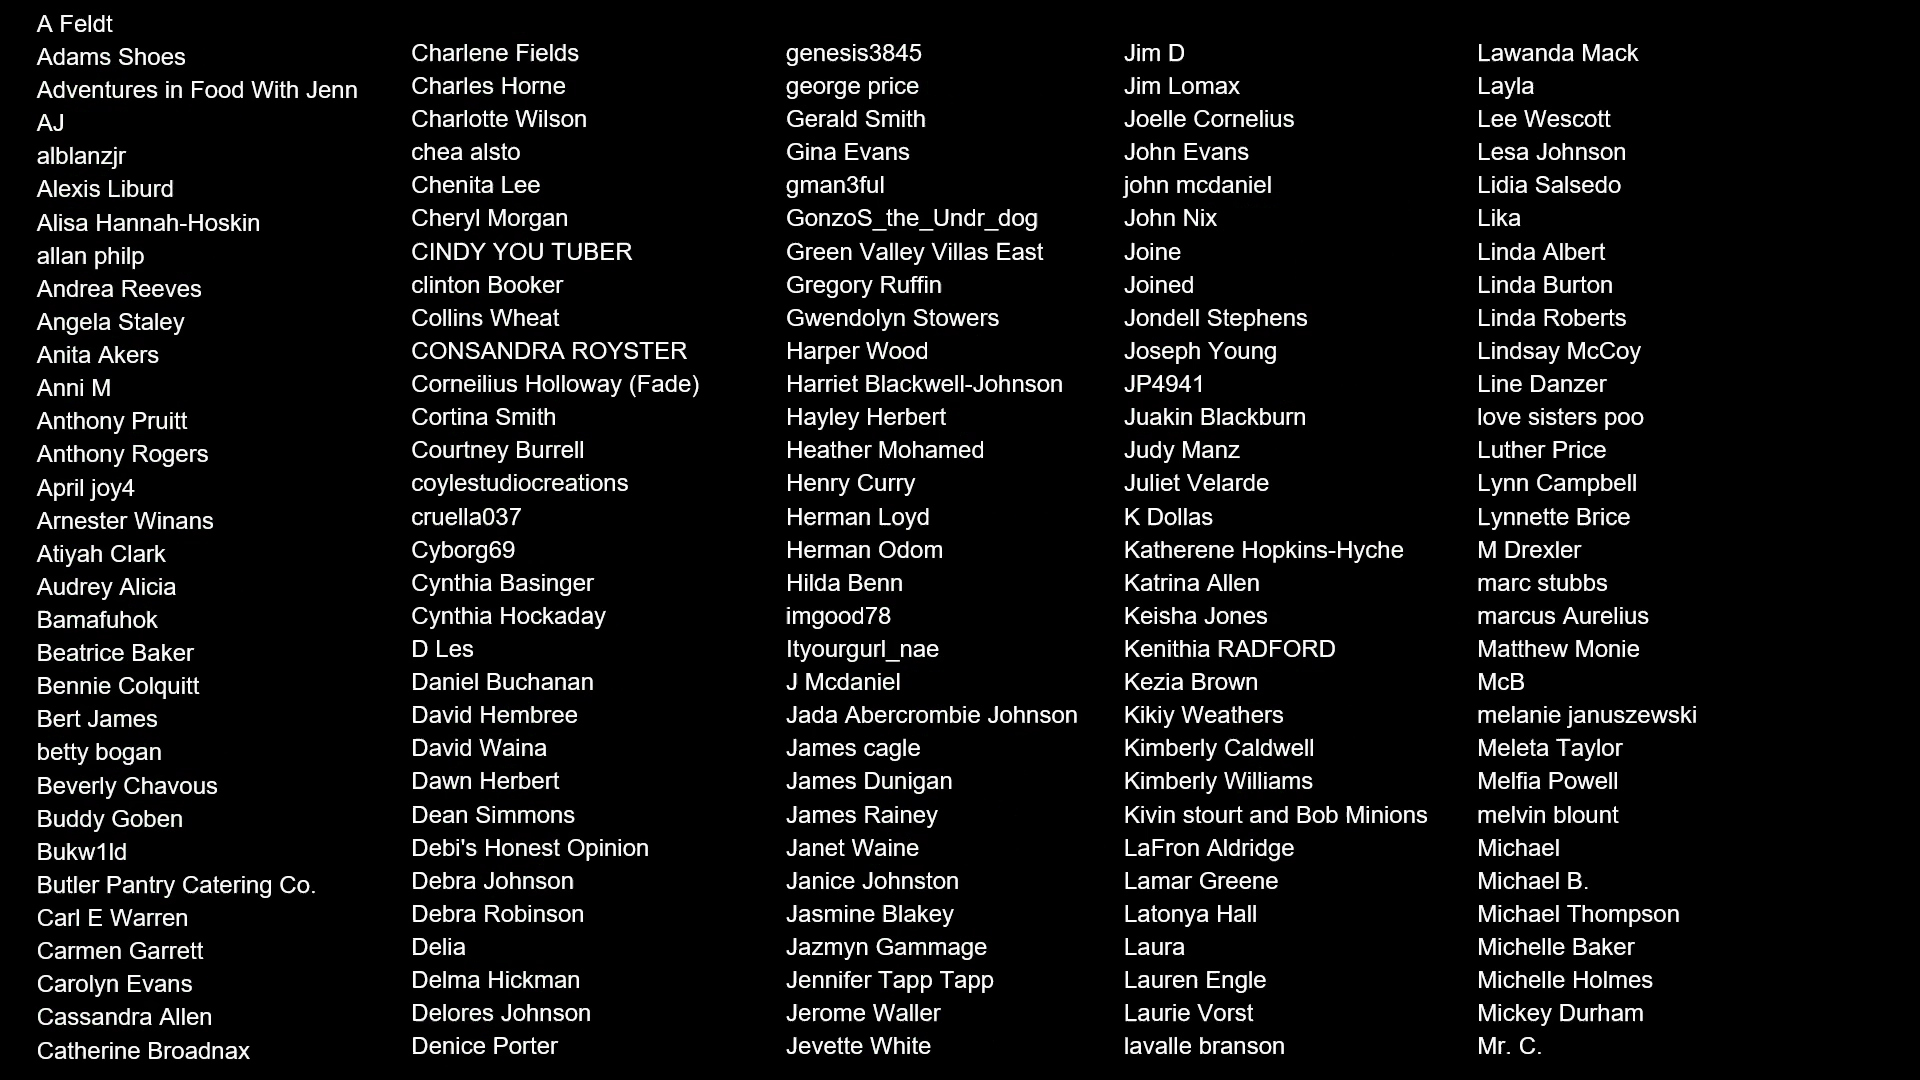 A Feldt
Adams Shoes
Adventures in Food With Jenn
AJ
alblanzjr
Alexis Liburd
Alisa Hannah-Hoskin
allan philp
Andrea Reeves
Angela Staley
Anita Akers
Anni M
Anthony Pruitt
Anthony Rogers
April joy4
Arnester Winans
Atiyah Clark
Audrey Alicia
Bamafuhok
Beatrice Baker
Bennie Colquitt
Bert James
betty bogan
Beverly Chavous
Buddy Goben
Bukw1ld
Butler Pantry Catering Co.
Carl E Warren
Carmen Garrett
Carolyn Evans
Cassandra Allen
Catherine Broadnax
Charlene Fields
Charles Horne
Charlotte Wilson
chea alsto
Chenita Lee
Cheryl Morgan
CINDY YOU TUBER
clinton Booker
Collins Wheat
CONSANDRA ROYSTER
Corneilius Holloway (Fade)
Cortina Smith
Courtney Burrell
coylestudiocreations
cruella037
Cyborg69
Cynthia Basinger
Cynthia Hockaday
D Les
Daniel Buchanan
David Hembree
David Waina
Dawn Herbert
Dean Simmons
Debi's Honest Opinion
Debra Johnson
Debra Robinson
Delia
Delma Hickman
Delores Johnson
Denice Porter
genesis3845
george price
Gerald Smith
Gina Evans
gman3ful
GonzoS_the_Undr_dog
Green Valley Villas East
Gregory Ruffin
Gwendolyn Stowers
Harper Wood
Harriet Blackwell-Johnson
Hayley Herbert
Heather Mohamed
Henry Curry
Herman Loyd
Herman Odom
Hilda Benn
imgood78
Ityourgurl_nae
J Mcdaniel
Jada Abercrombie Johnson
James cagle
James Dunigan
James Rainey
Janet Waine
Janice Johnston
Jasmine Blakey
Jazmyn Gammage
Jennifer Tapp Tapp
Jerome Waller
Jevette White
Jim D
Jim Lomax
Joelle Cornelius
John Evans
john mcdaniel
John Nix
Joine
Joined
Jondell Stephens
Joseph Young
JP4941
Juakin Blackburn
Judy Manz
Juliet Velarde
K Dollas
Katherene Hopkins-Hyche
Katrina Allen
Keisha Jones
Kenithia RADFORD
Kezia Brown
Kikiy Weathers
Kimberly Caldwell
Kimberly Williams
Kivin stourt and Bob Minions
LaFron Aldridge
Lamar Greene
Latonya Hall
Laura
Lauren Engle
Laurie Vorst
lavalle branson
Lawanda Mack
Layla
Lee Wescott
Lesa Johnson
Lidia Salsedo
Lika
Linda Albert
Linda Burton
Linda Roberts
Lindsay McCoy
Line Danzer
love sisters poo
Luther Price
Lynn Campbell
Lynnette Brice
M Drexler
marc stubbs
marcus Aurelius
Matthew Monie
McB
melanie januszewski
Meleta Taylor
Melfia Powell
melvin blount
Michael
Michael B.
Michael Thompson
Michelle Baker
Michelle Holmes
Mickey Durham
Mr. C.